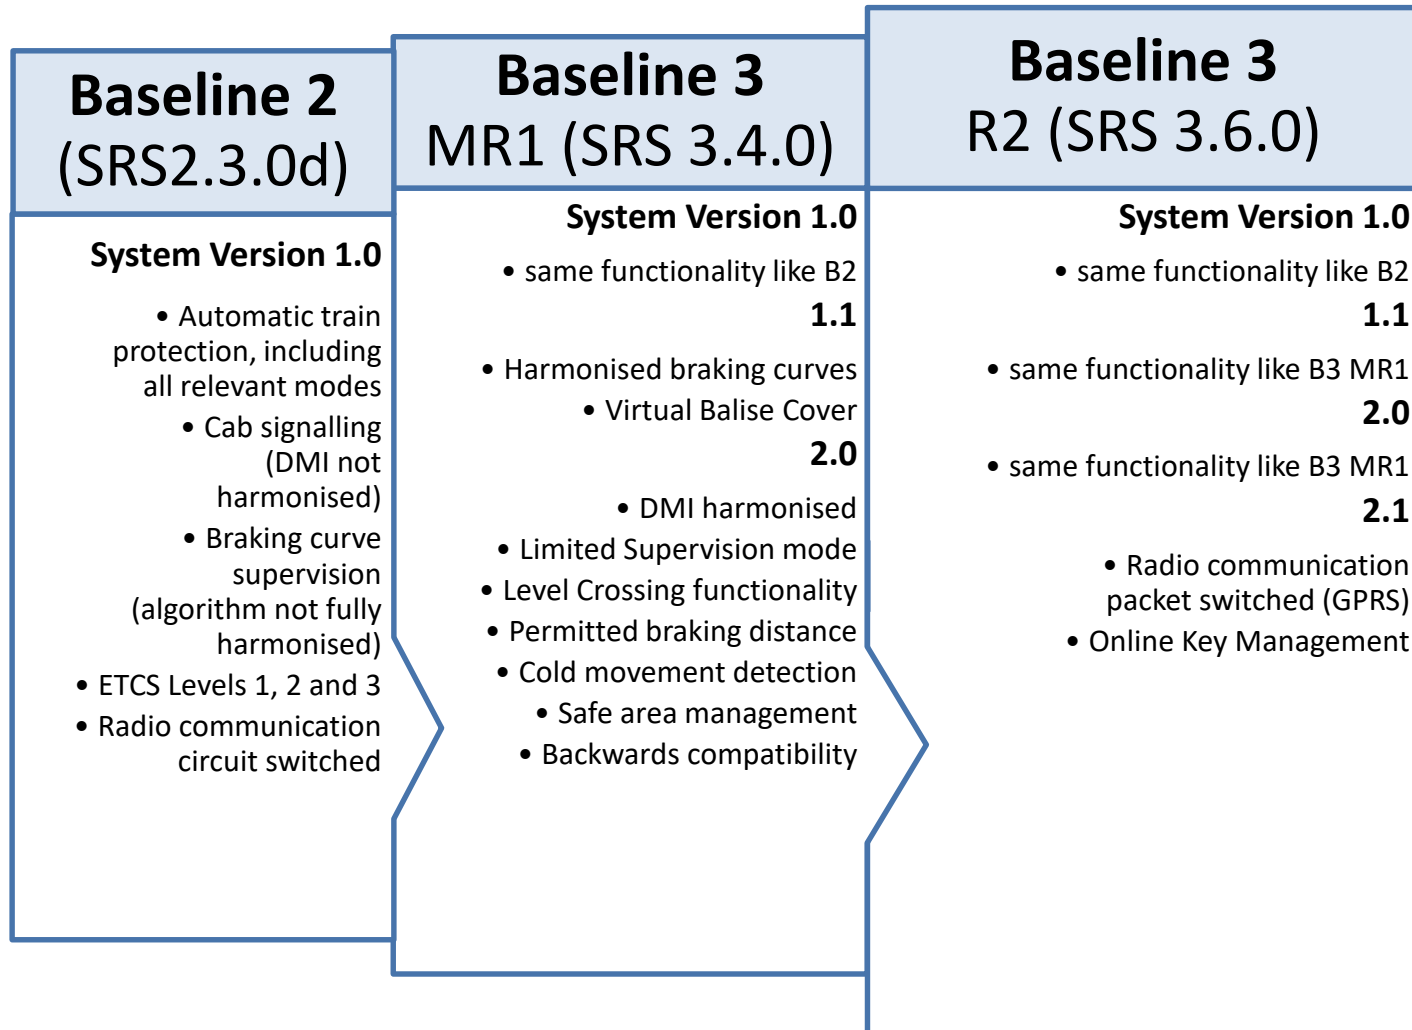 Baseline 2
(SRS2.3.0d)
System Version 1.0
• Automatic train
protection, including
all relevant modes
• Cab signalling
(DMI not
harmonised)
• Braking curve
supervision
(algorithm not fully
harmonised)
• ETCS Levels 1, 2 and 3
• Radio communication
circuit switched
Baseline 3
MR1 (SRS 3.4.0)
System Version 1.0
• same functionality like B2
1.1
• Harmonised braking curves
• Virtual Balise Cover
2.0
• DMI harmonised
• Limited Supervision mode
• Level Crossing functionality
• Permitted braking distance
• Cold movement detection
• Safe area management
• Backwards compatibility
Baseline 3
R2 (SRS 3.6.0)
System Version 1.0
• same functionality like B2
1.1
• same functionality like B3 MR1
2.0
• same functionality like B3 MR1
2.1
• Radio communication
packet switched (GPRS)
• Online Key Management